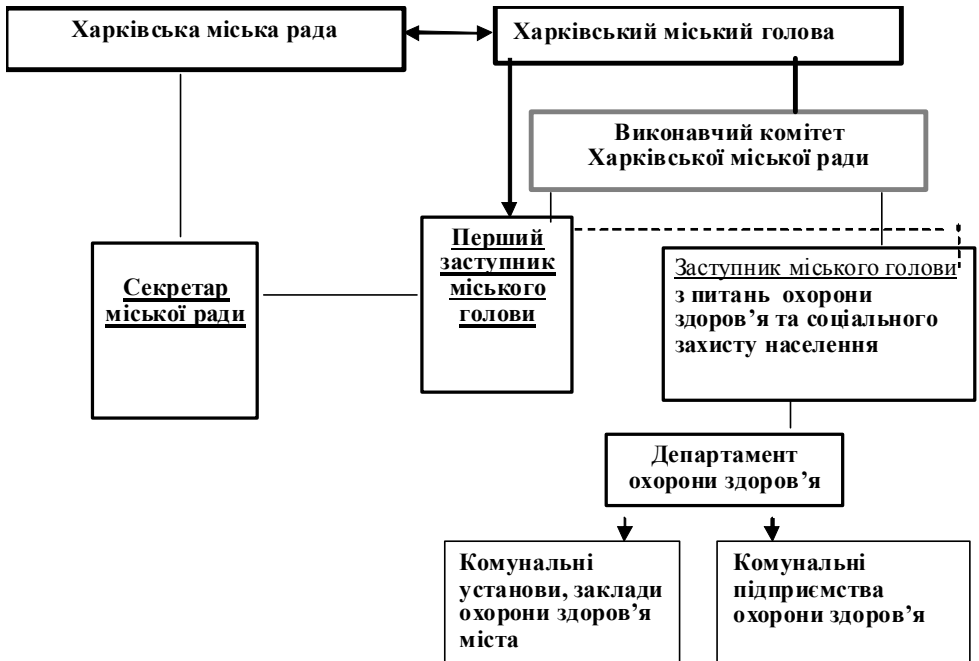 Харківська міська рада
Харківський міський голова
Виконавчий комітет
Харківської міської ради
Секретар
міської ради
Перший
заступник
міського
голови
Заступник міського голови
з питань охорони
здоров’я та соціального
захисту населення
Департамент
охорони здоров’я
Комунальні
установи, заклади
охорони здоров’я
міста
Комунальні
підприємства
охорони здоров’я